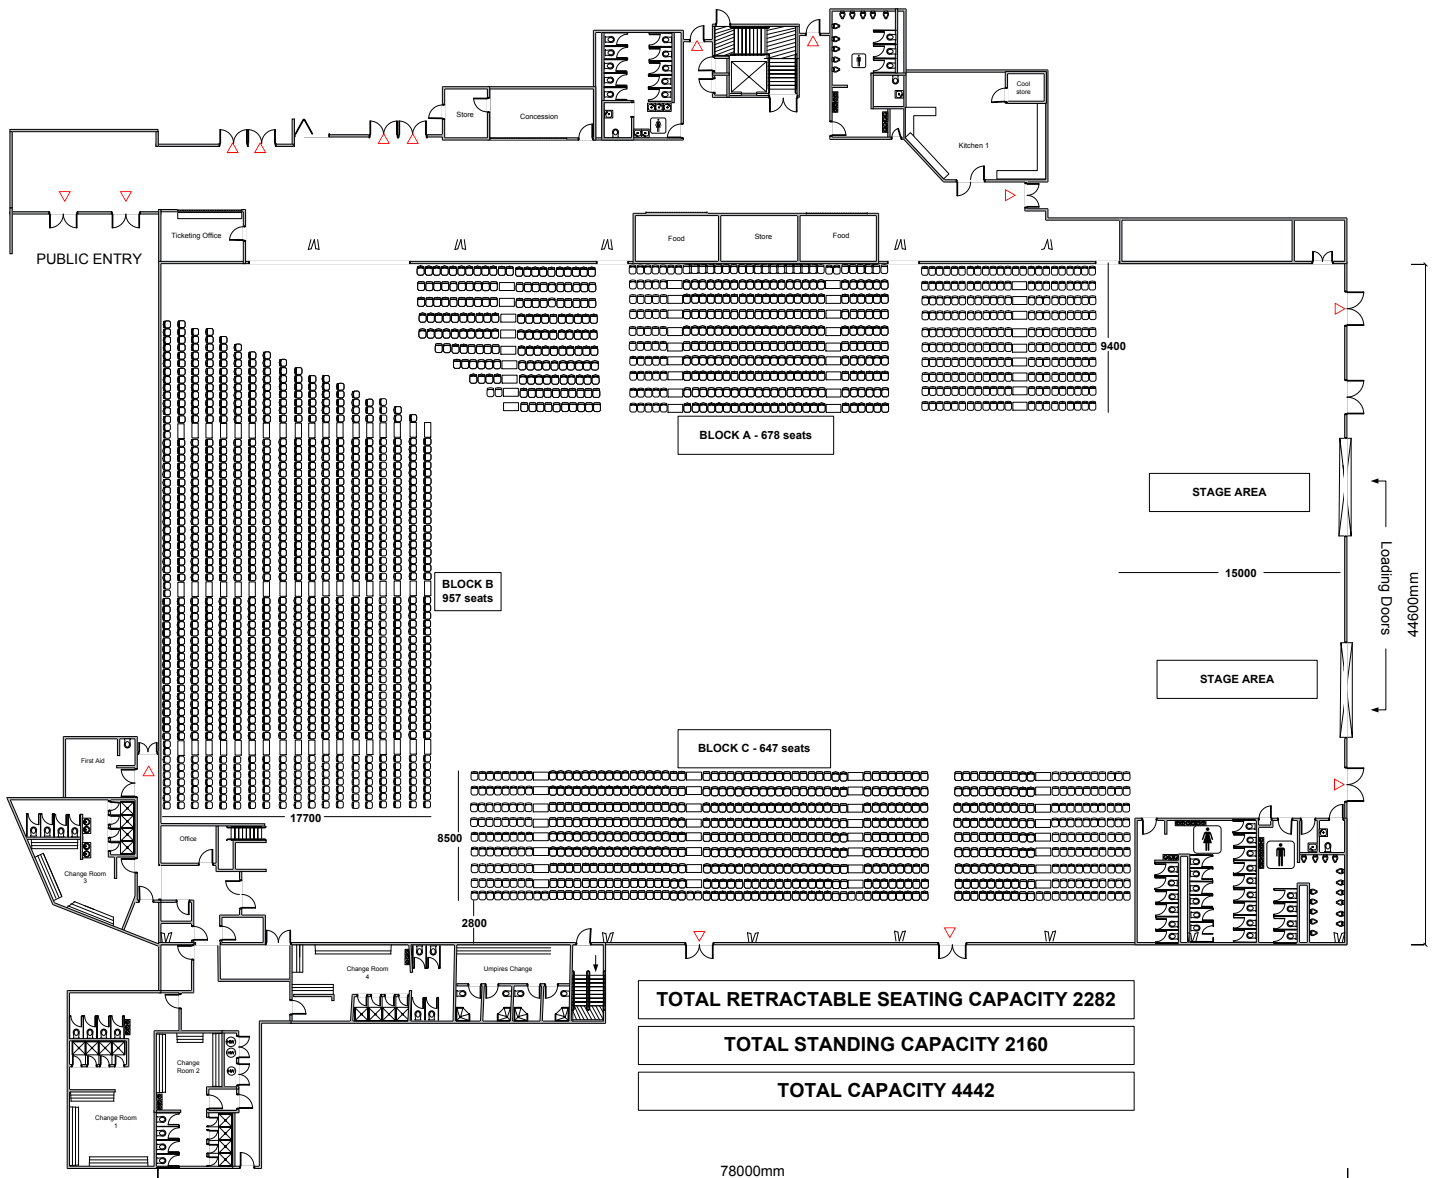 Cool
store
Store
Concession
Kitchen 1
Ticketing Office
Food
Store
Food
PUBLIC ENTRY
9400
BLOCK A - 678 seats
STAGE AREA
Loading Doors
15000
44600mm
BLOCK B
957 seats
STAGE AREA
BLOCK C - 647 seats
First Aid
17700
8500
Office
Change Room
3
2800
Change Room
4
Umpires Change
TOTAL RETRACTABLE SEATING CAPACITY 2282
TOTAL STANDING CAPACITY 2160
Change
Room 2
TOTAL CAPACITY 4442
Change Room
1
78000mm